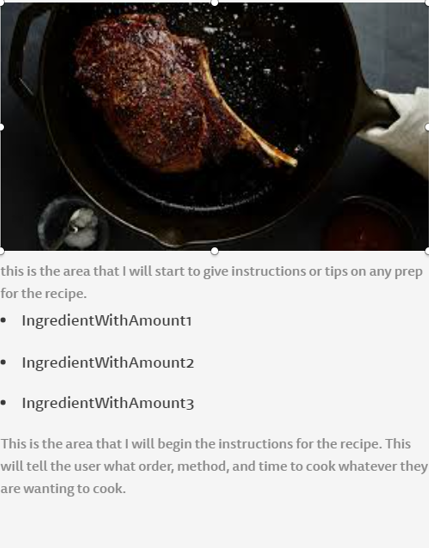 this is the area that I will start to give instructions or tips on any prep
for the recipe.
IngredientWithAmount1
IngredientWithAmount2
IngredientWithAmount3
This is the area that I will begin the instructions for the recipe. This
will tell the user what order, method, and time to cook whatever they
are wanting to cook.